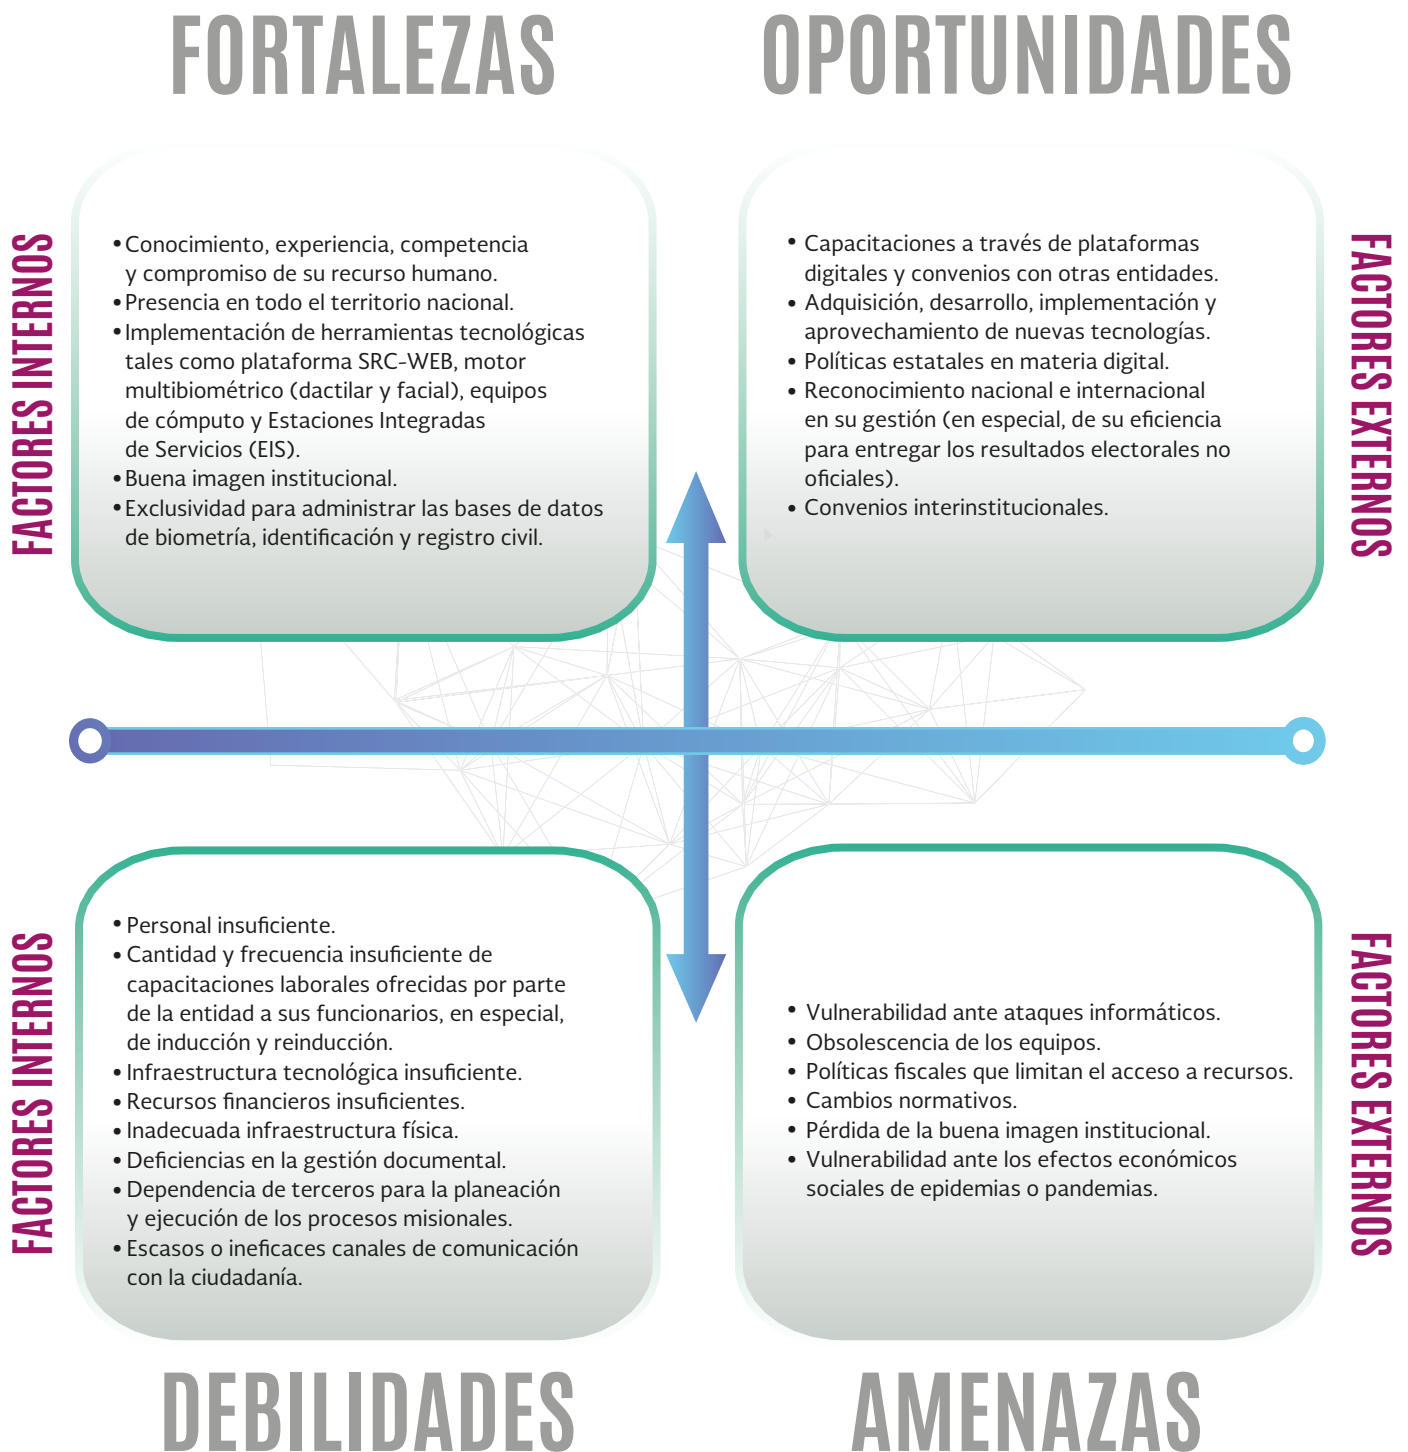 FORTALEZAS
FACTORES INTERNOS
• Conocimiento, experiencia, competencia
y compromiso de su recurso humano.
• Presencia en todo el territorio nacional.
• Implementación de herramientas tecnológicas
tales como plataforma SRC-WEB, motor
multibiométrico (dactilar y facial), equipos
de cómputo y Estaciones Integradas
de Servicios (EIS).
• Buena imagen institucional.
• Exclusividad para administrar las bases de datos
de biometría, identificación y registro civil.
OPORTUNIDADES
FACTORES EXTERNOS
• Capacitaciones a través de plataformas
digitales y convenios con otras entidades.
• Adquisición, desarrollo, implementación y
aprovechamiento de nuevas tecnologías.
• Políticas estatales en materia digital.
• Reconocimiento nacional e internacional
en su gestión (en especial, de su eficiencia
para entregar los resultados electorales no
oficiales).
• Convenios interinstitucionales.
FACTORES INTERNOS
• Personal insuficiente.
• Cantidad y frecuencia insuficiente de
capacitaciones laborales ofrecidas por parte
de la entidad a sus funcionarios, en especial,
de inducción y reinducción.
• Infraestructura tecnológica insuficiente.
• Recursos financieros insuficientes.
• Inadecuada infraestructura física.
• Deficiencias en la gestión documental.
• Dependencia de terceros para la planeación
y ejecución de los procesos misionales.
• Escasos o ineficaces canales de comunicación
con la ciudadanía.
DEBILIDADES
FACTORES EXTERNOS
• Vulnerabilidad ante ataques informáticos.
• Obsolescencia de los equipos.
• Políticas fiscales que limitan el acceso a recursos.
• Cambios normativos.
• Pérdida de la buena imagen institucional.
• Vulnerabilidad ante los efectos económicos
sociales de epidemias o pandemias.
AMENAZAS